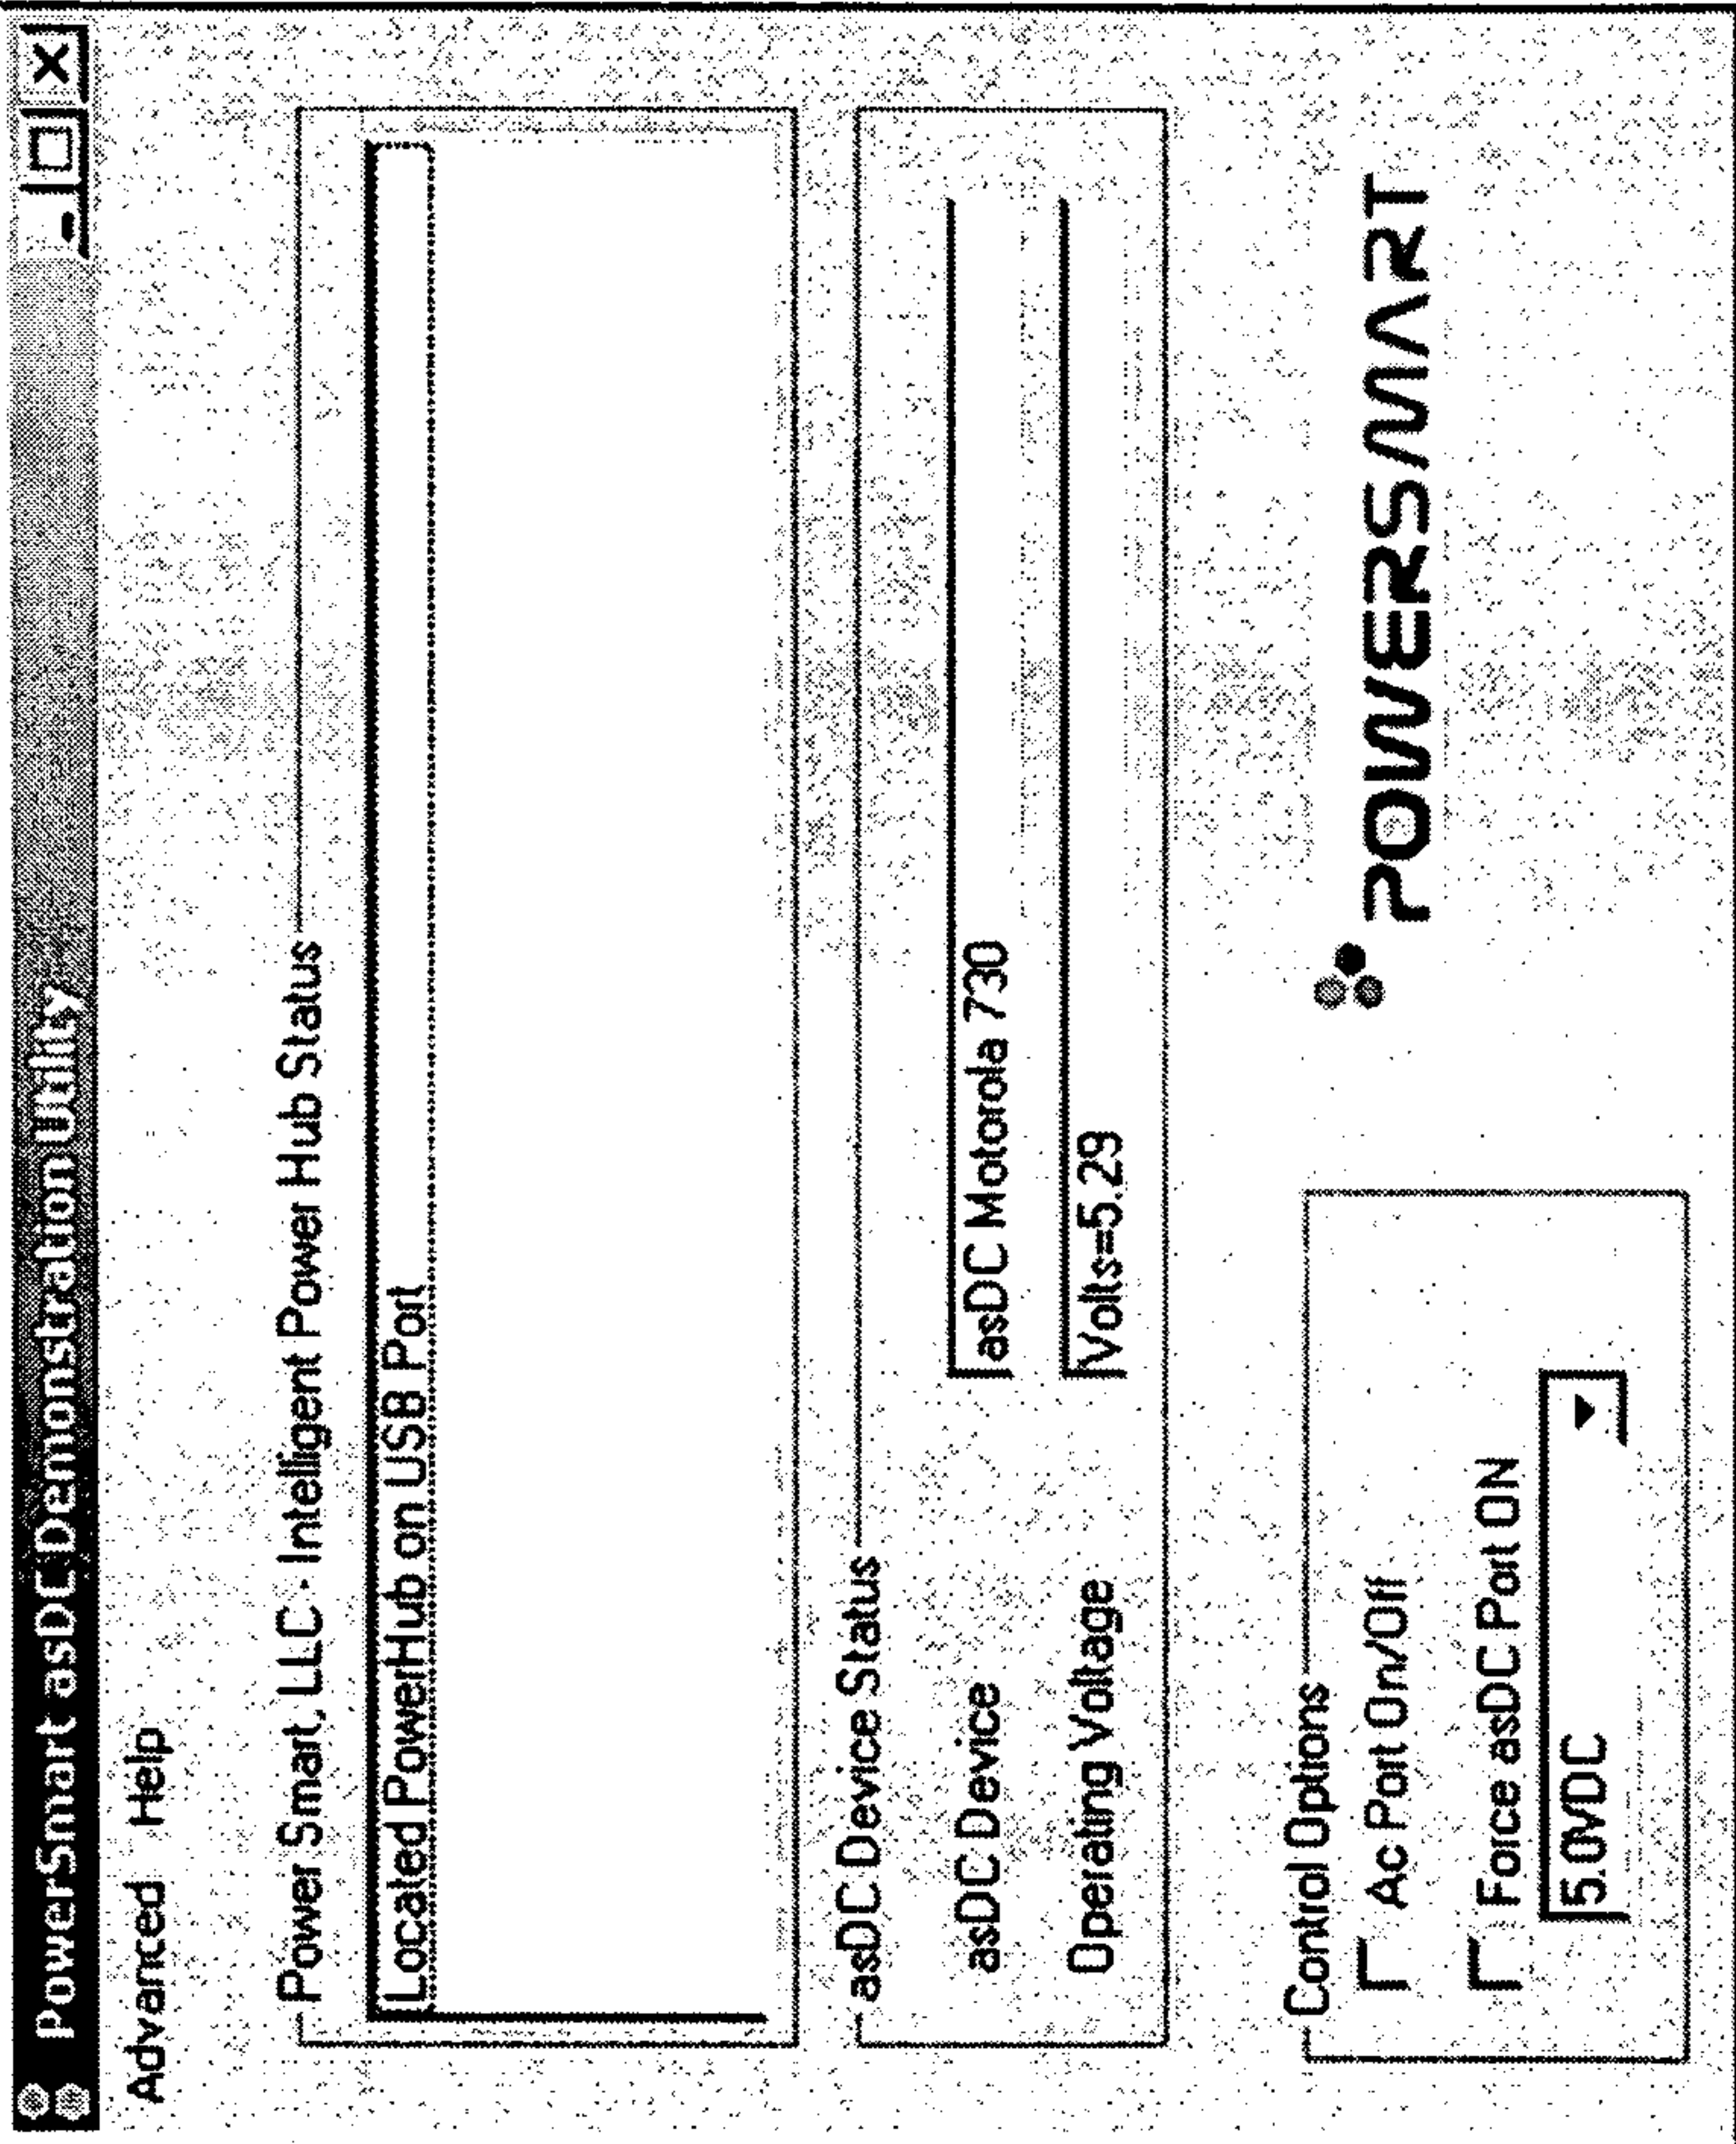 PowerSmart asDC Demonstration Utility
Advanced Help
Power Smart, LLC - Intelligent Power Hub Status
Located PowerHub on USB Port
asDC Device Status
asDC Device asDC Motorola 730
Operating Voltage Volts=5.29
Control Options
Ac Port On/Off
Force asDC Port ON
5.0VDC
POWERSMART